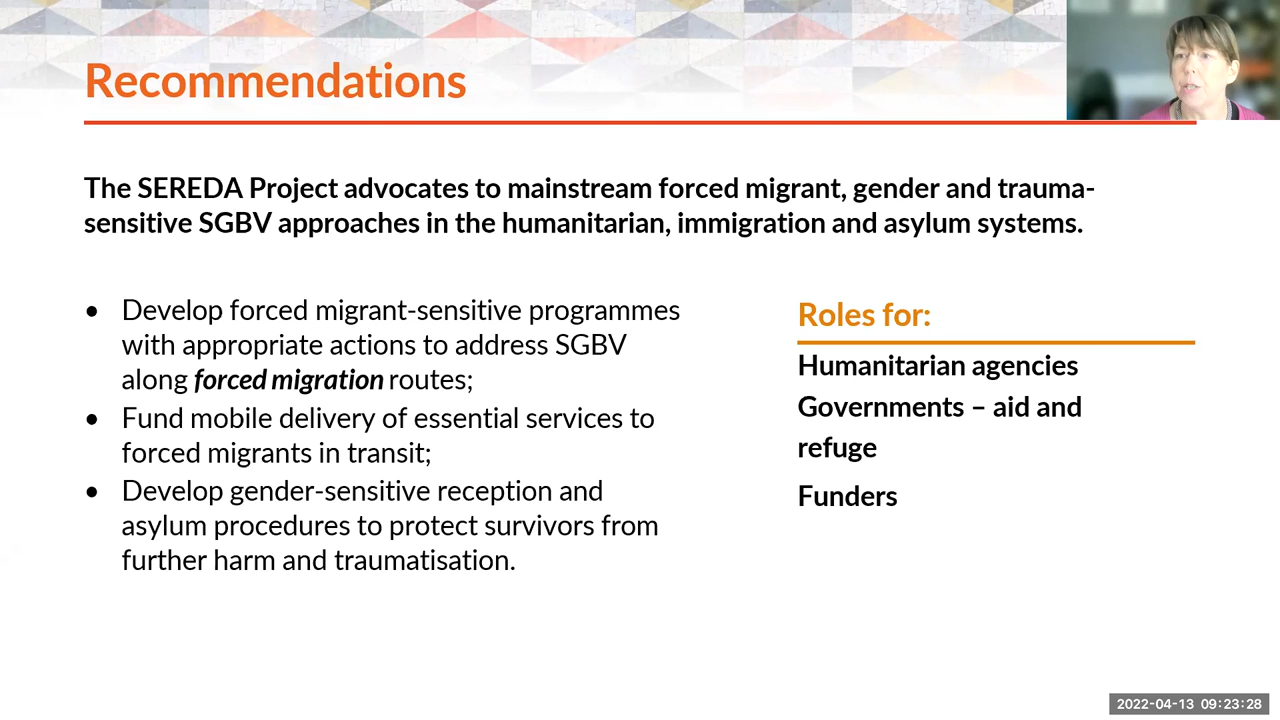 Recommendations
The SEREDA Project advocates to mainstream forced migrant, gender and trauma-
sensitive SGBV approaches in the humanitarian, immigration and asylum systems.
• Develop forced migrant-sensitive programmes
with appropriate actions to address SGBV
along forced migration routes;
• Fund mobile delivery of essential services to
forced migrants in transit;
• Develop gender-sensitive reception and
asylum procedures to protect survivors from
further harm and traumatisation.
Roles for:
Humanitarian agencies
Governments – aid and
refuge
Funders
2022-04-13 09:23:28